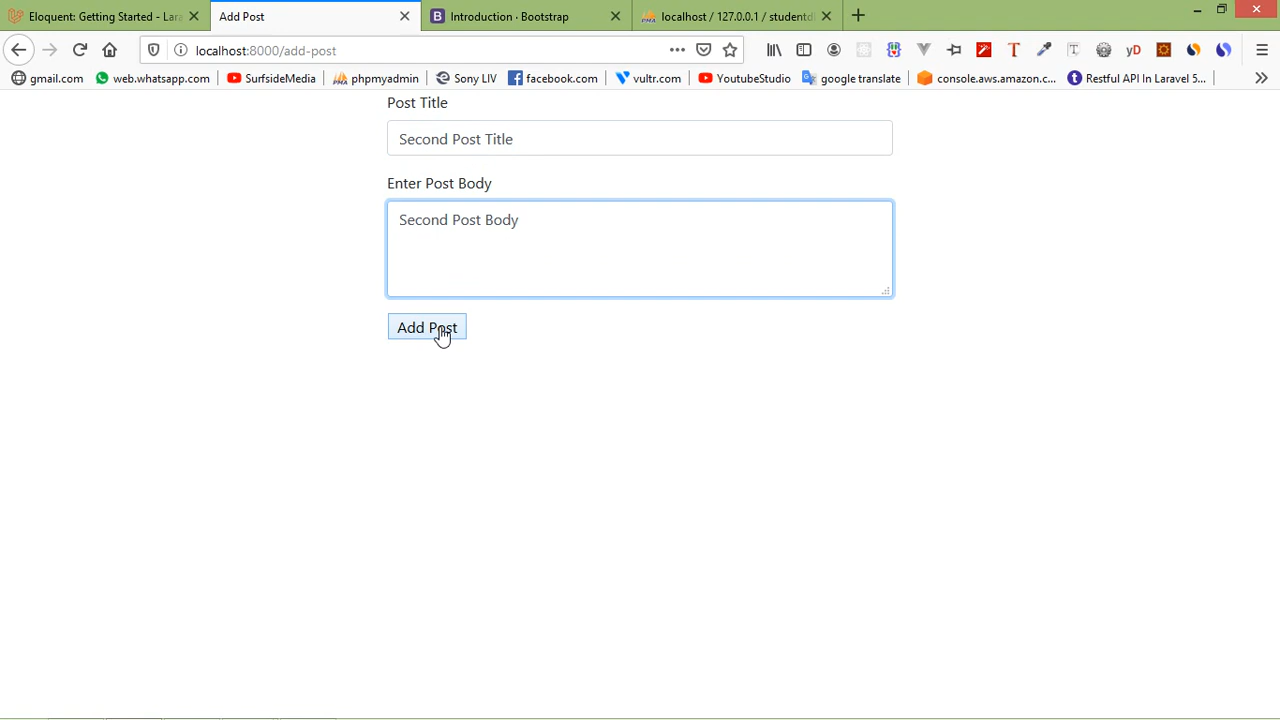 Eloquent: Getting Started - Lara
Add Post
Introduction · Bootstrap
localhost / 127.0.0.1 / studentd
localhost:8000/add-post
gmail.com
web.whatsapp.com
SurfsideMedia
phpmyadmin
Sony LIV
facebook.com
vultr.com
YoutubeStudio
google translate
console.aws.amazon.c...
Restful API In Laravel 5...
Post Title
Second Post Title
Enter Post Body
Second Post Body
Add Post